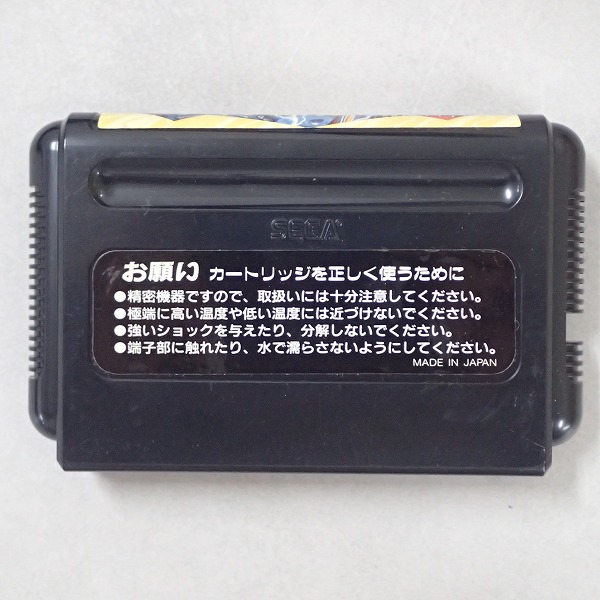 SEGA
お願い カートリッジを正しく使うために
●精密機器ですので、取扱いには十分注意してください。
●極端に高い温度や低い温度には近づけないでください。
●強いショックを与えたり、分解しないでください。
●端子部に触れたり、水で濡らさないようにしてください。
MADE IN JAPAN